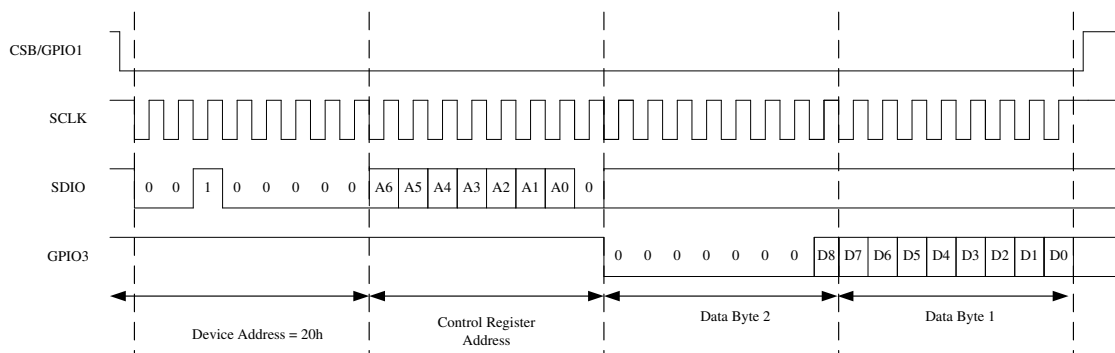 CSB/GPIO1
SCLK
SDIO 0 0 1 0 0 0 0 0 A6 A5 A4 A3 A2 A1 A0 0
GPIO3 0 0 0 0 0 0 0 D8 D7 D6 D5 D4 D3 D2 D1 D0
Device Address = 20h
Control Register
Address
Data Byte 2
Data Byte 1